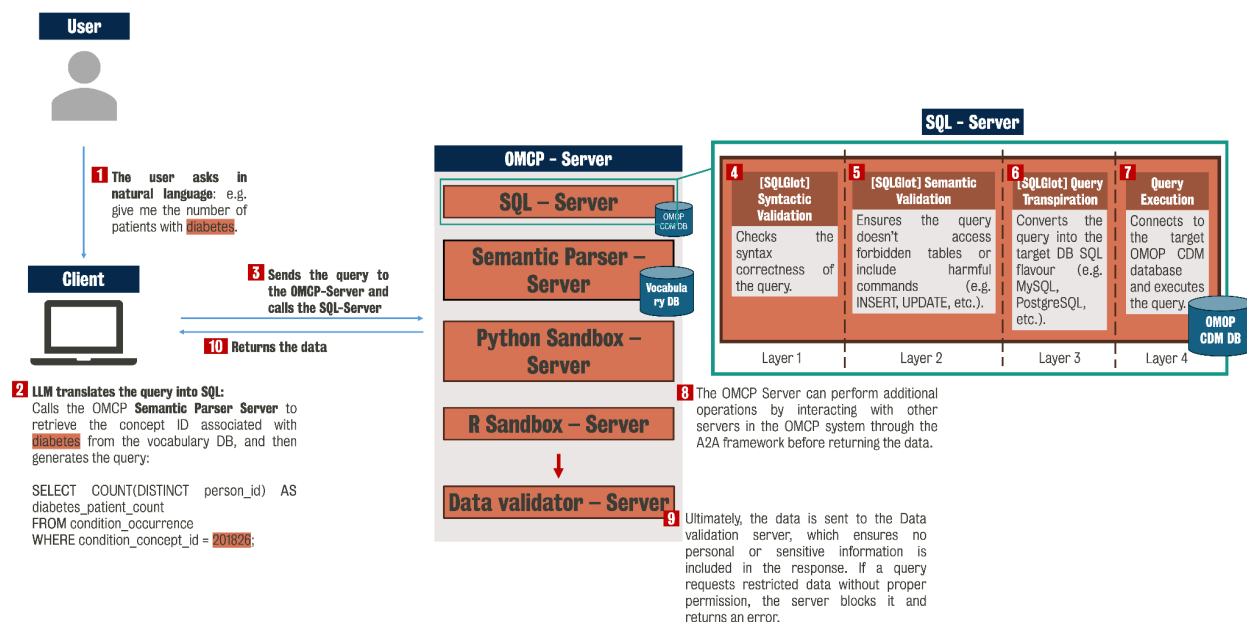 User
1 The user asks in
natural language: e.g.
give me the number of
patients with diabetes.
Client
2 LLM translates the query into SQL:
Calls the OMCP Semantic Parser Server to
retrieve the concept ID associated with
diabetes from the vocabulary DB, and then
generates the query:
SELECT COUNT(DISTINCT person_id) AS
diabetes_patient_count
FROM condition_occurrence
WHERE condition_concept_id = 201826;
3 Sends the query to
the OMCP-Server and
calls the SQL-Server
10 Returns the data
OMCP – Server
SQL – Server
OMOP
CDM DB
Semantic Parser –
Server
Vocabula
ry DB
Python Sandbox –
Server
R Sandbox – Server
Data validator – Server
SQL - Server
4
[SQLGlot]
Syntactic
Validation
Checks the
syntax
correctness of
the query.
Layer 1
5
[SQLGlot] Semantic
Validation
Ensures the query
doesn't access
forbidden tables or
include harmful
commands (e.g.
INSERT, UPDATE, etc.).
Layer 2
6
[SQLGlot] Query
Transpiration
Converts the
query into the
target DB SQL
flavour (e.g.
MySQL,
PostgreSQL,
etc.).
Layer 3
7
Query
Execution
Connects to
the target
OMOP CDM
database
and executes
the query.
Layer 4
OMOP
CDM DB
8 The OMCP Server can perform additional
operations by interacting with other
servers in the OMCP system through the
A2A framework before returning the data.
9 Ultimately, the data is sent to the Data
validation server, which ensures no
personal or sensitive information is
included in the response. If a query
requests restricted data without proper
permission, the server blocks it and
returns an error.